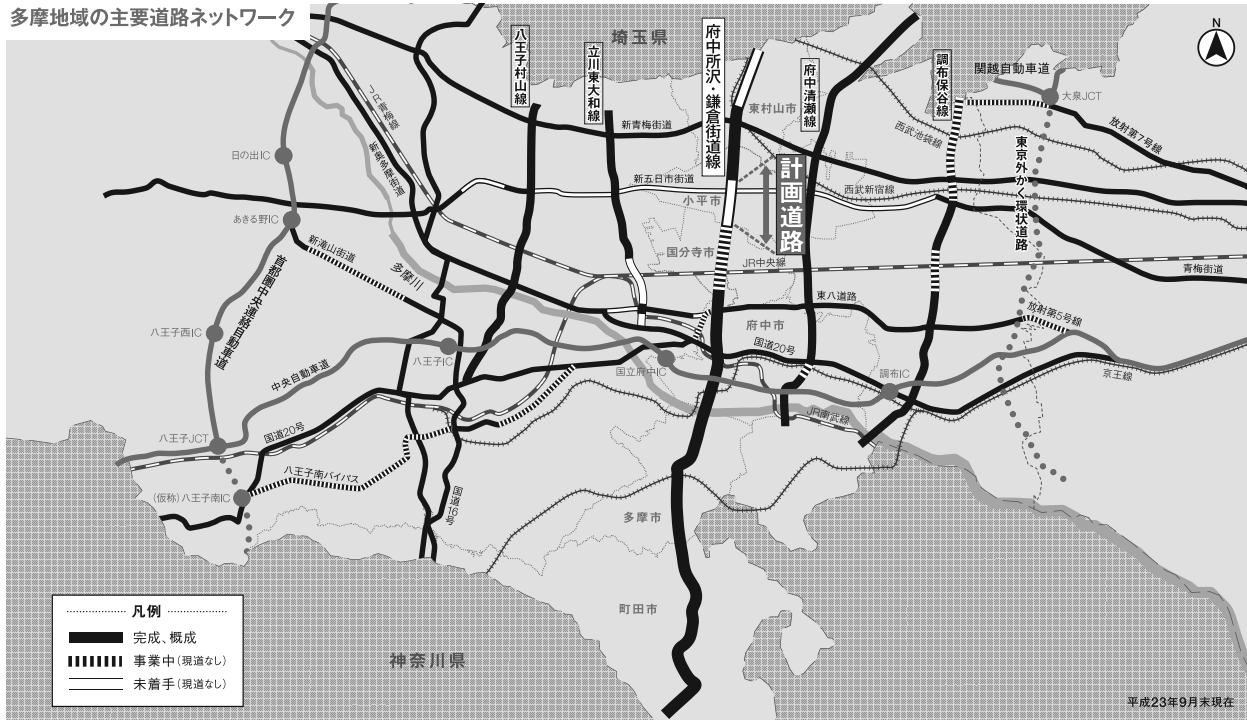 多摩地域の主要道路ネットワーク
埼玉県
N
八王子村山線
立川東大和線
府中所沢・鎌倉街道線
府中清瀬線
調布保谷線
関越自動車道
大泉JCT
東村山市
放射第7号線
JR青梅線
新青梅街道
西武池袋線
日の出IC
新奥多摩街道
東京外かく環状道路
計画道路
新五日市街道
西武新宿線
小平市
あきる野IC
新滝山街道
国分寺市
JR中央線
多摩川
青梅街道
首都圏中央連絡自動車道
東八道路
放射第5号線
府中市
八王子西IC
国道20号
八王子IC
中央自動車道
国立府中IC
調布IC
京王線
JR南武線
八王子JCT
国道20号
八王子南バイパス
(仮称)八王子南IC
国道16号
多摩市
町田市
神奈川県
凡例
完成、概成
事業中(現道なし)
未着手(現道なし)
平成23年9月末現在